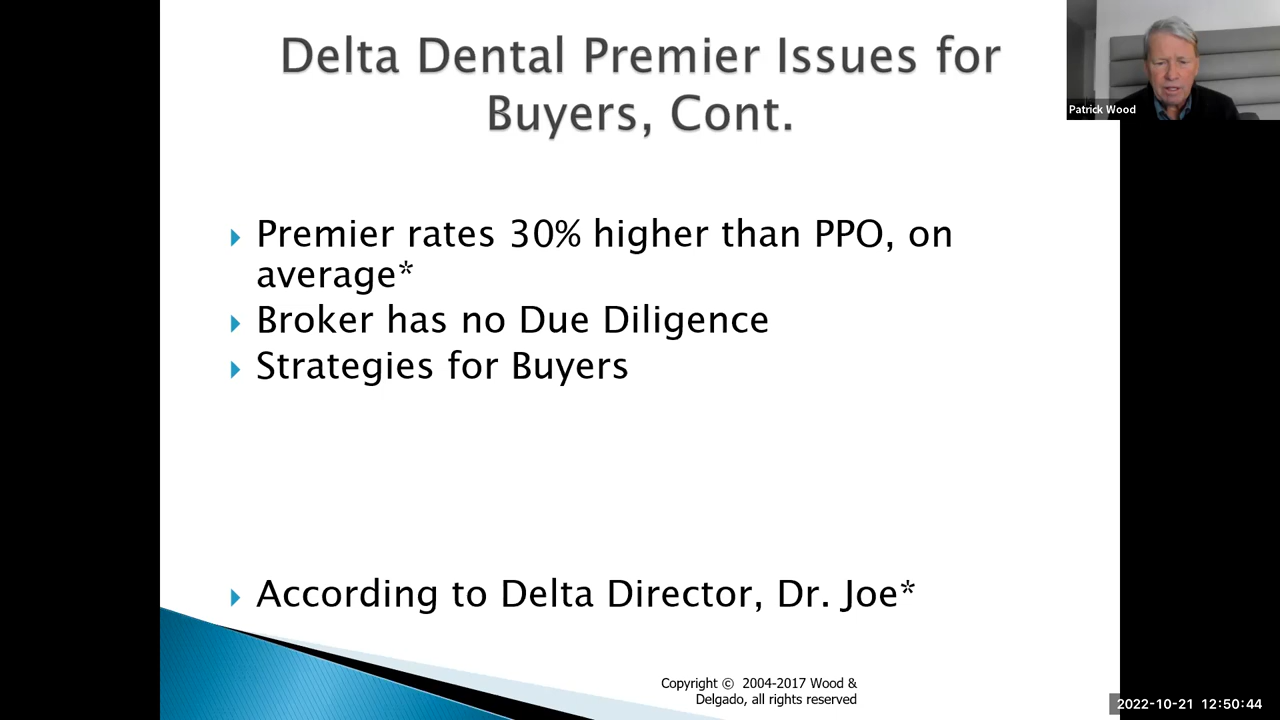 Delta Dental Premier Issues for
Buyers, Cont.
Patrick Wood
Premier rates 30% higher than PPO, on
average*
Broker has no Due Diligence
Strategies for Buyers
According to Delta Director, Dr. Joe*
Copyright © 2004-2017 Wood &
Delgado, all rights reserved
2022-10-21 12:50:44